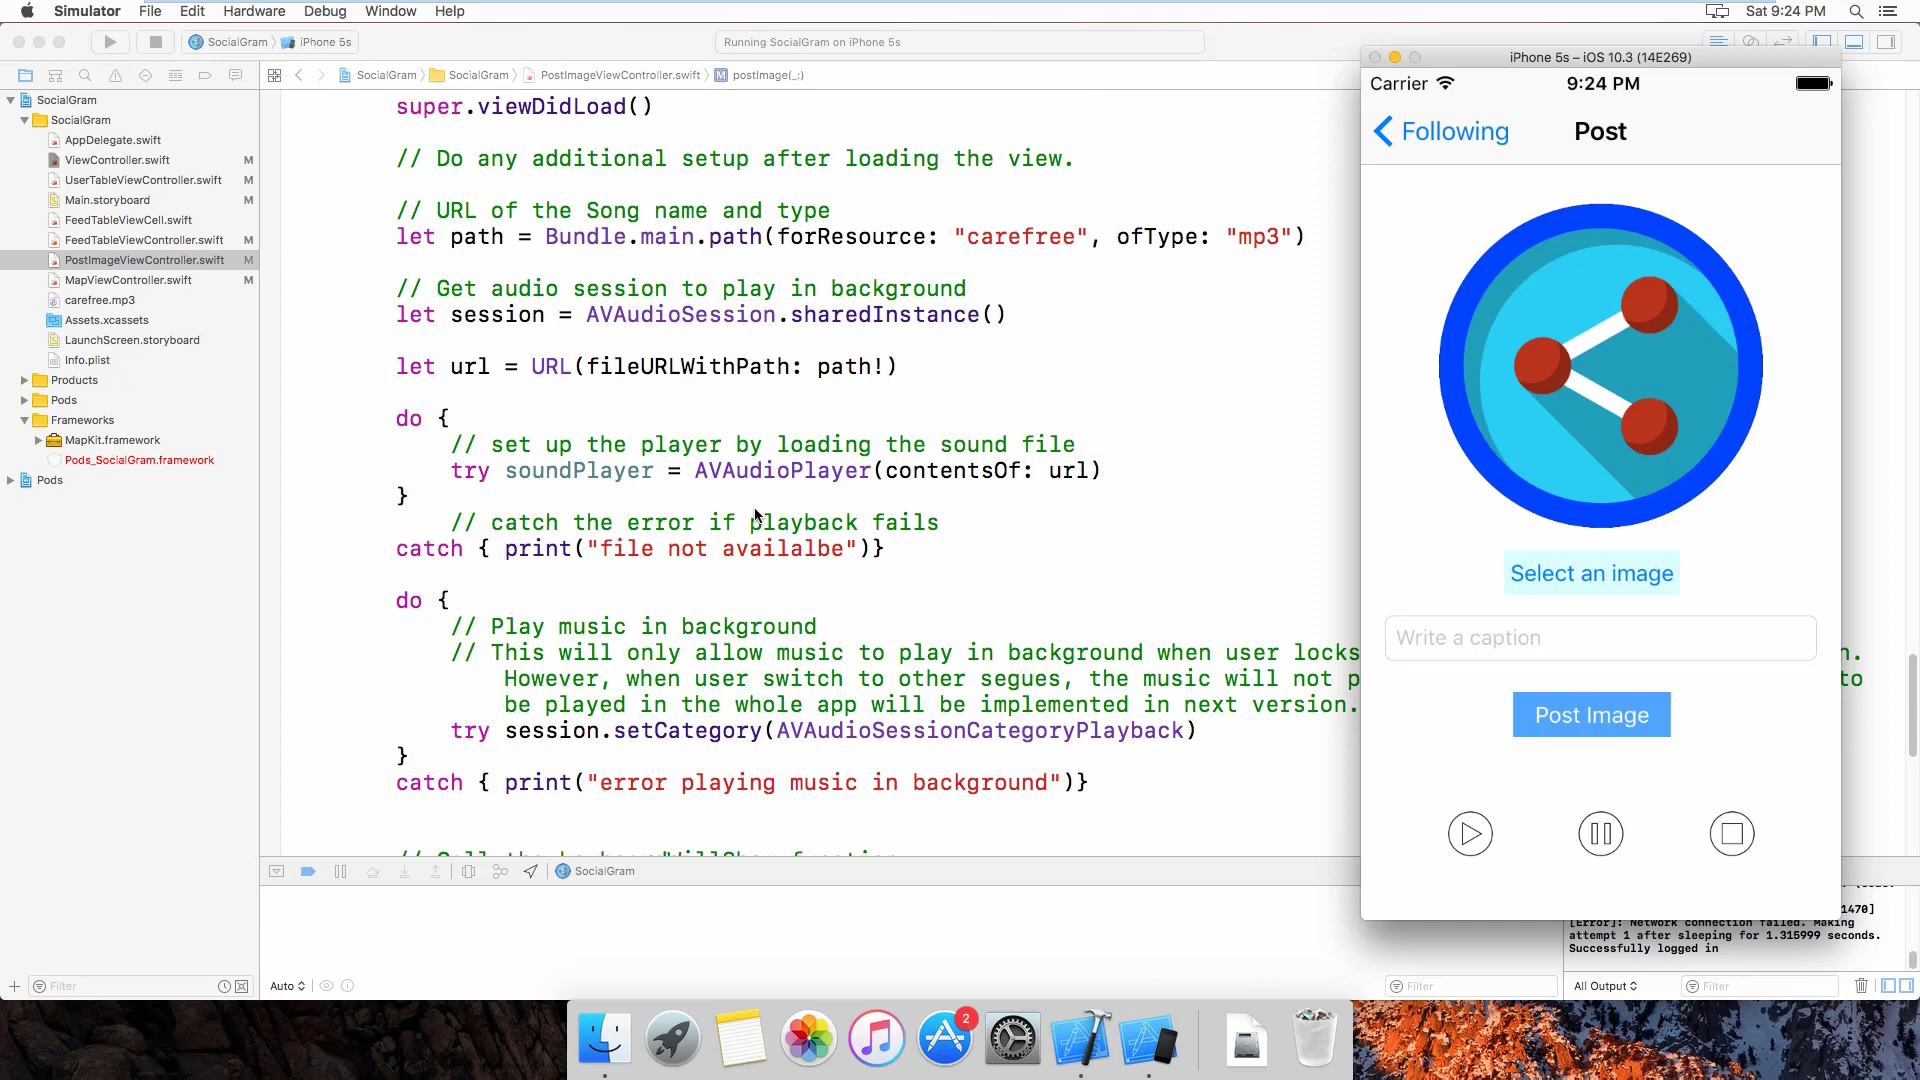 Simulator File Edit Hardware Debug Window Help Sat 9:24 PM
SocialGram iPhone 5s Running SocialGram on iPhone 5s
SocialGram SocialGram PostImageViewController.swift M postImage(_:)
SocialGram
SocialGram
AppDelegate.swift
ViewController.swift M
UserTableViewController.swift M
Main.storyboard M
FeedTableViewCell.swift
FeedTableViewController.swift M
PostImageViewController.swift M
MapViewController.swift M
carefree.mp3
Assets.xcassets
LaunchScreen.storyboard
Info.plist
Products
Pods
Frameworks
MapKit.framework
Pods_SocialGram.framework
Pods
Filter
super.viewDidLoad()
// Do any additional setup after loading the view.
// URL of the Song name and type
let path = Bundle.main.path(forResource: "carefree", ofType: "mp3")
// Get audio session to play in background
let session = AVAudioSession.sharedInstance()
let url = URL(fileURLWithPath: path!)
do {
// set up the player by loading the sound file
try soundPlayer = AVAudioPlayer(contentsOf: url)
}
// catch the error if playback fails
catch { print("file not availalbe")}
do {
// Play music in background
// This will only allow music to play in background when user locks
However, when user switch to other segues, the music will not p to
be played in the whole app will be implemented in next version.
try session.setCategory(AVAudioSessionCategoryPlayback)
}
catch { print("error playing music in background")}
SocialGram
Auto
Filter
1470]
[Error]: Network connection failed. Making
attempt 1 after sleeping for 1.315999 seconds.
Successfully logged in
All Output Filter
iPhone 5s – iOS 10.3 (14E269)
Carrier 9:24 PM
Following Post
Select an image
Write a caption
Post Image
2